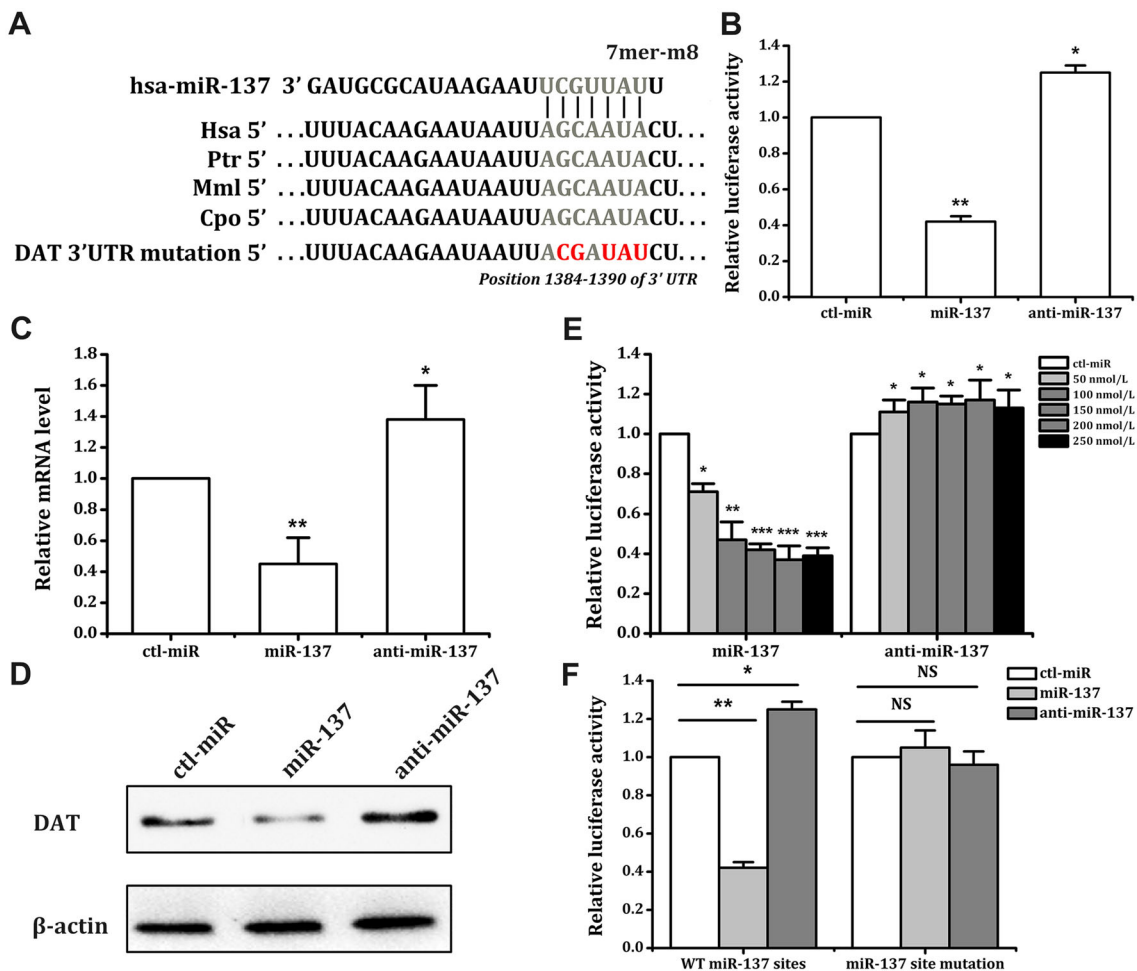 A
7mer-m8
hsa-miR-137 3’ GAUGCGCAUAAGAAUUCGUUAUU
Hsa 5’ ...UUUACAAGAAUAAUUAGCAAUACU...
Ptr 5’ ...UUUACAAGAAUAAUUAGCAAUACU...
Mml 5’ ...UUUACAAGAAUAAUUAGCAAUACU...
Cpo 5’ ...UUUACAAGAAUAAUUAGCAAUACU...
DAT 3’UTR mutation 5’ ...UUUACAAGAAUAAUUACGAUAUCU...
Position 1384-1390 of 3’ UTR
B
Relative luciferase activity
1.4
1.2
1.0
0.8
0.6
0.4
0.2
0.0
**
*
ctl-miR miR-137 anti-miR-137
C
Relative mRNA level
1.8
1.6
1.4
1.2
1.0
0.8
0.6
0.4
0.2
0.0
**
*
ctl-miR miR-137 anti-miR-137
D
ctl-miR miR-137 anti-miR-137
DAT
β-actin
E
Relative luciferase activity
1.4
1.2
1.0
0.8
0.6
0.4
0.2
0.0
* ** *** *** ***
* * * * *
miR-137 anti-miR-137
ctl-miR
50 nmol/L
100 nmol/L
150 nmol/L
200 nmol/L
250 nmol/L
F
Relative luciferase activity
1.4
1.2
1.0
0.8
0.6
0.4
0.2
0.0
*
**
NS
NS
WT miR-137 sites miR-137 site mutation
ctl-miR
miR-137
anti-miR-137